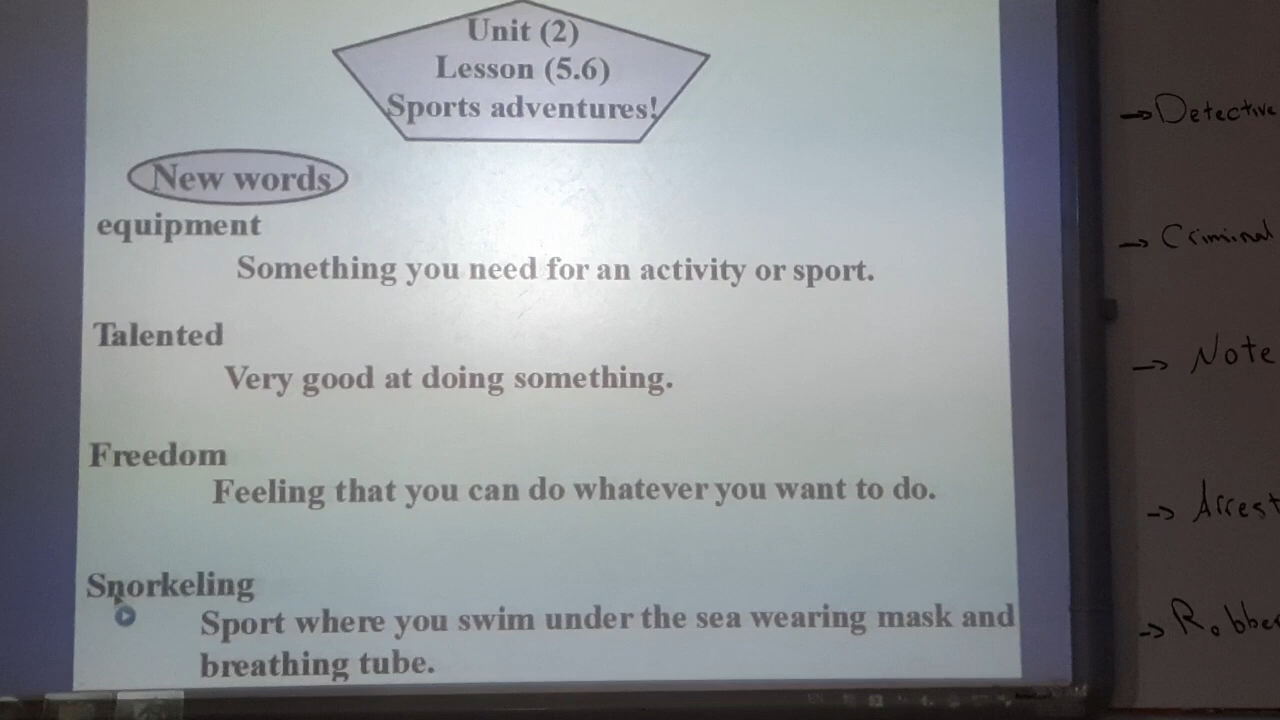 Unit (2)
Lesson (5.6)
Sports adventures!
New words
equipment
Something you need for an activity or sport.
Talented
Very good at doing something.
Freedom
Feeling that you can do whatever you want to do.
Snorkeling
Sport where you swim under the sea wearing mask and
breathing tube.
→ Detective
→ Criminal
→ Note
→ Arrest
→ Robber